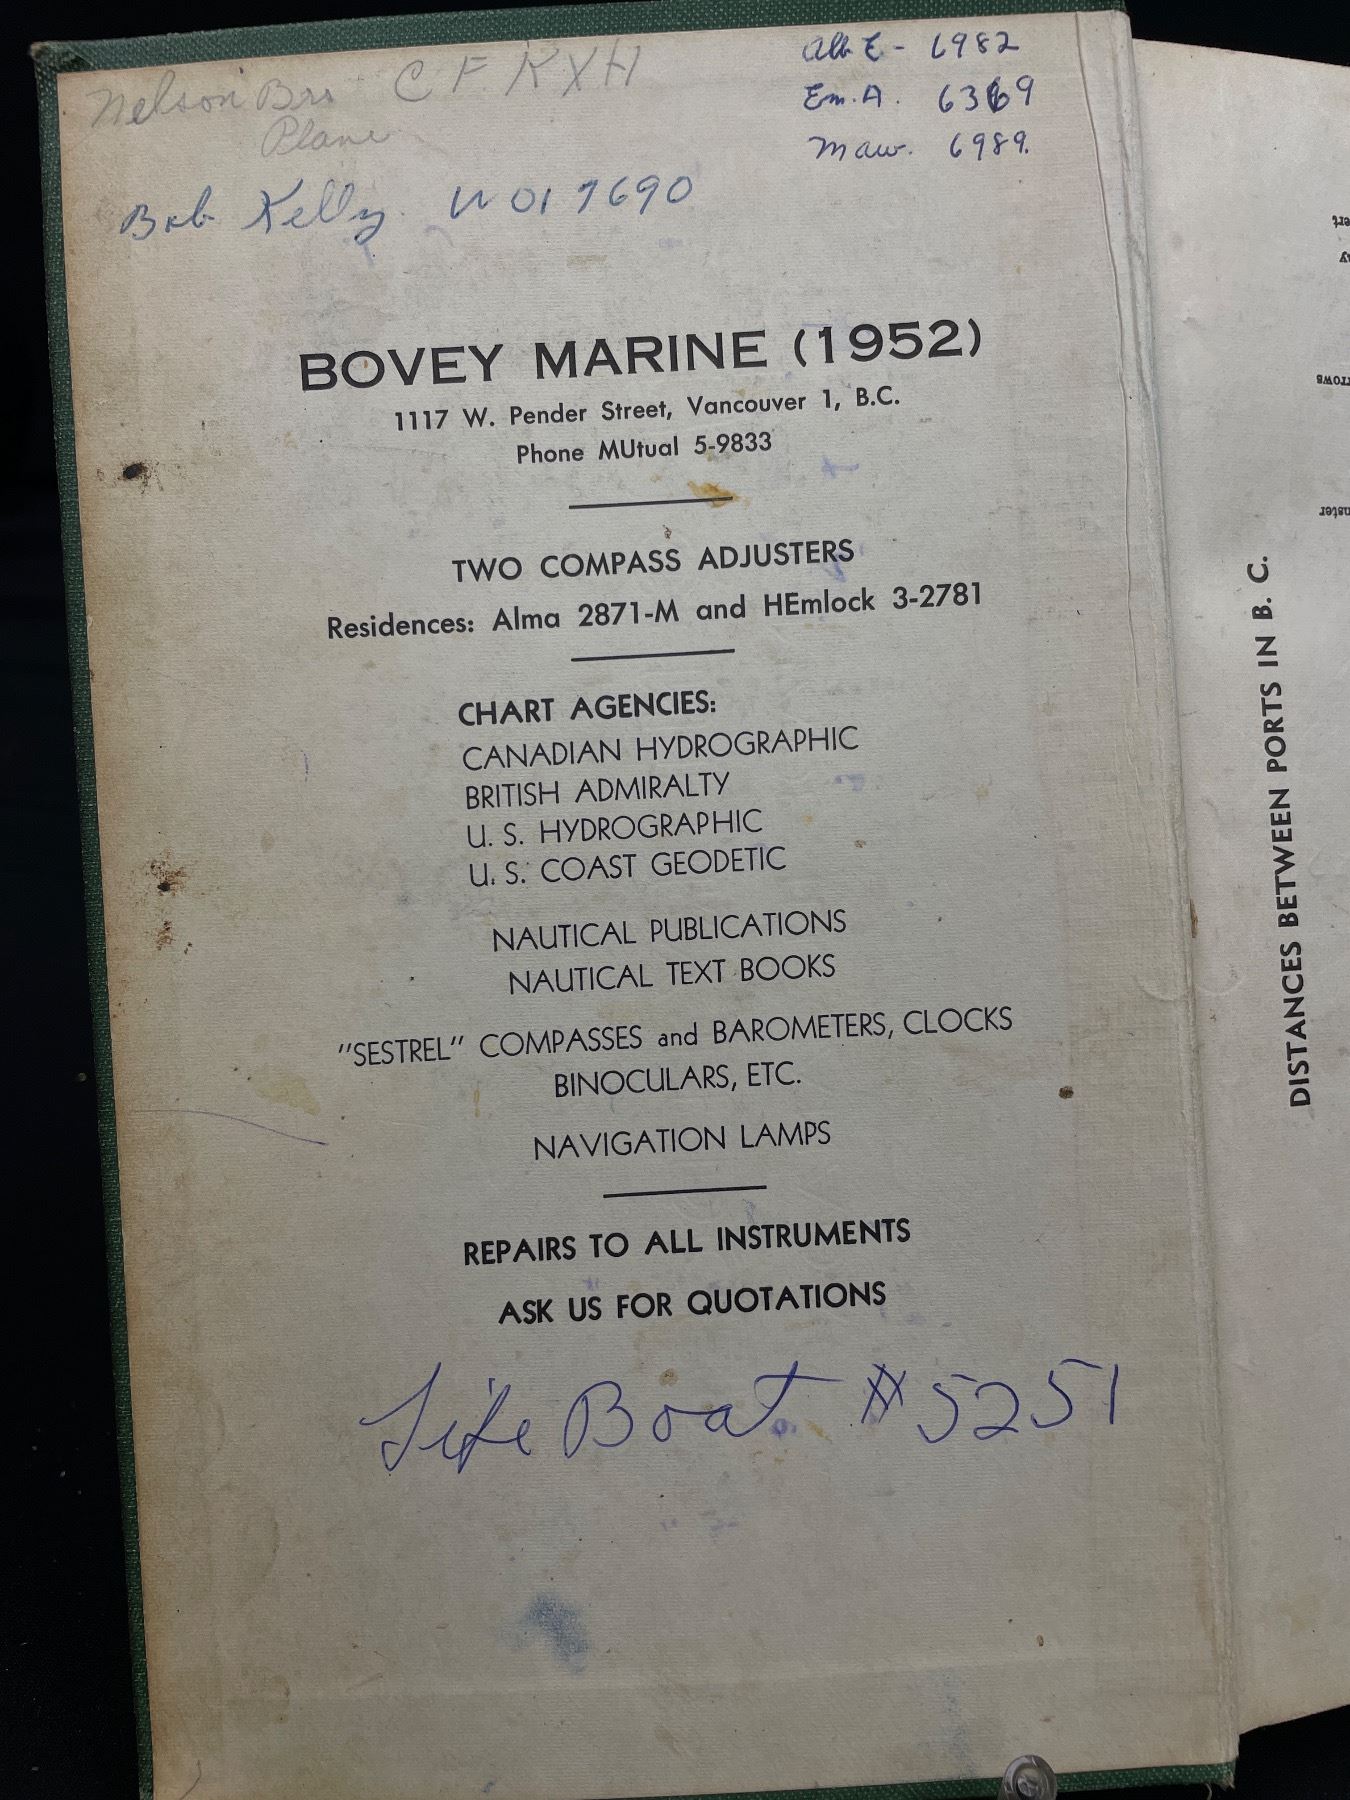 Nelson Bros CF KXH
Plane
Alb E - 6982
Em. A. 6369
Maw. 6989.
Bob Kelly W017690
BOVEY MARINE (1952)
1117 W. Pender Street, Vancouver 1, B.C.
Phone MUtual 5-9833
TWO COMPASS ADJUSTERS
Residences: Alma 2871-M and HEmlock 3-2781
CHART AGENCIES:
CANADIAN HYDROGRAPHIC
BRITISH ADMIRALTY
U. S. HYDROGRAPHIC
U. S. COAST GEODETIC
NAUTICAL PUBLICATIONS
NAUTICAL TEXT BOOKS
"SESTREL" COMPASSES and BAROMETERS, CLOCKS
BINOCULARS, ETC.
NAVIGATION LAMPS
REPAIRS TO ALL INSTRUMENTS
ASK US FOR QUOTATIONS
Life Boat #5251
DISTANCES BETWEEN PORTS IN B. C.